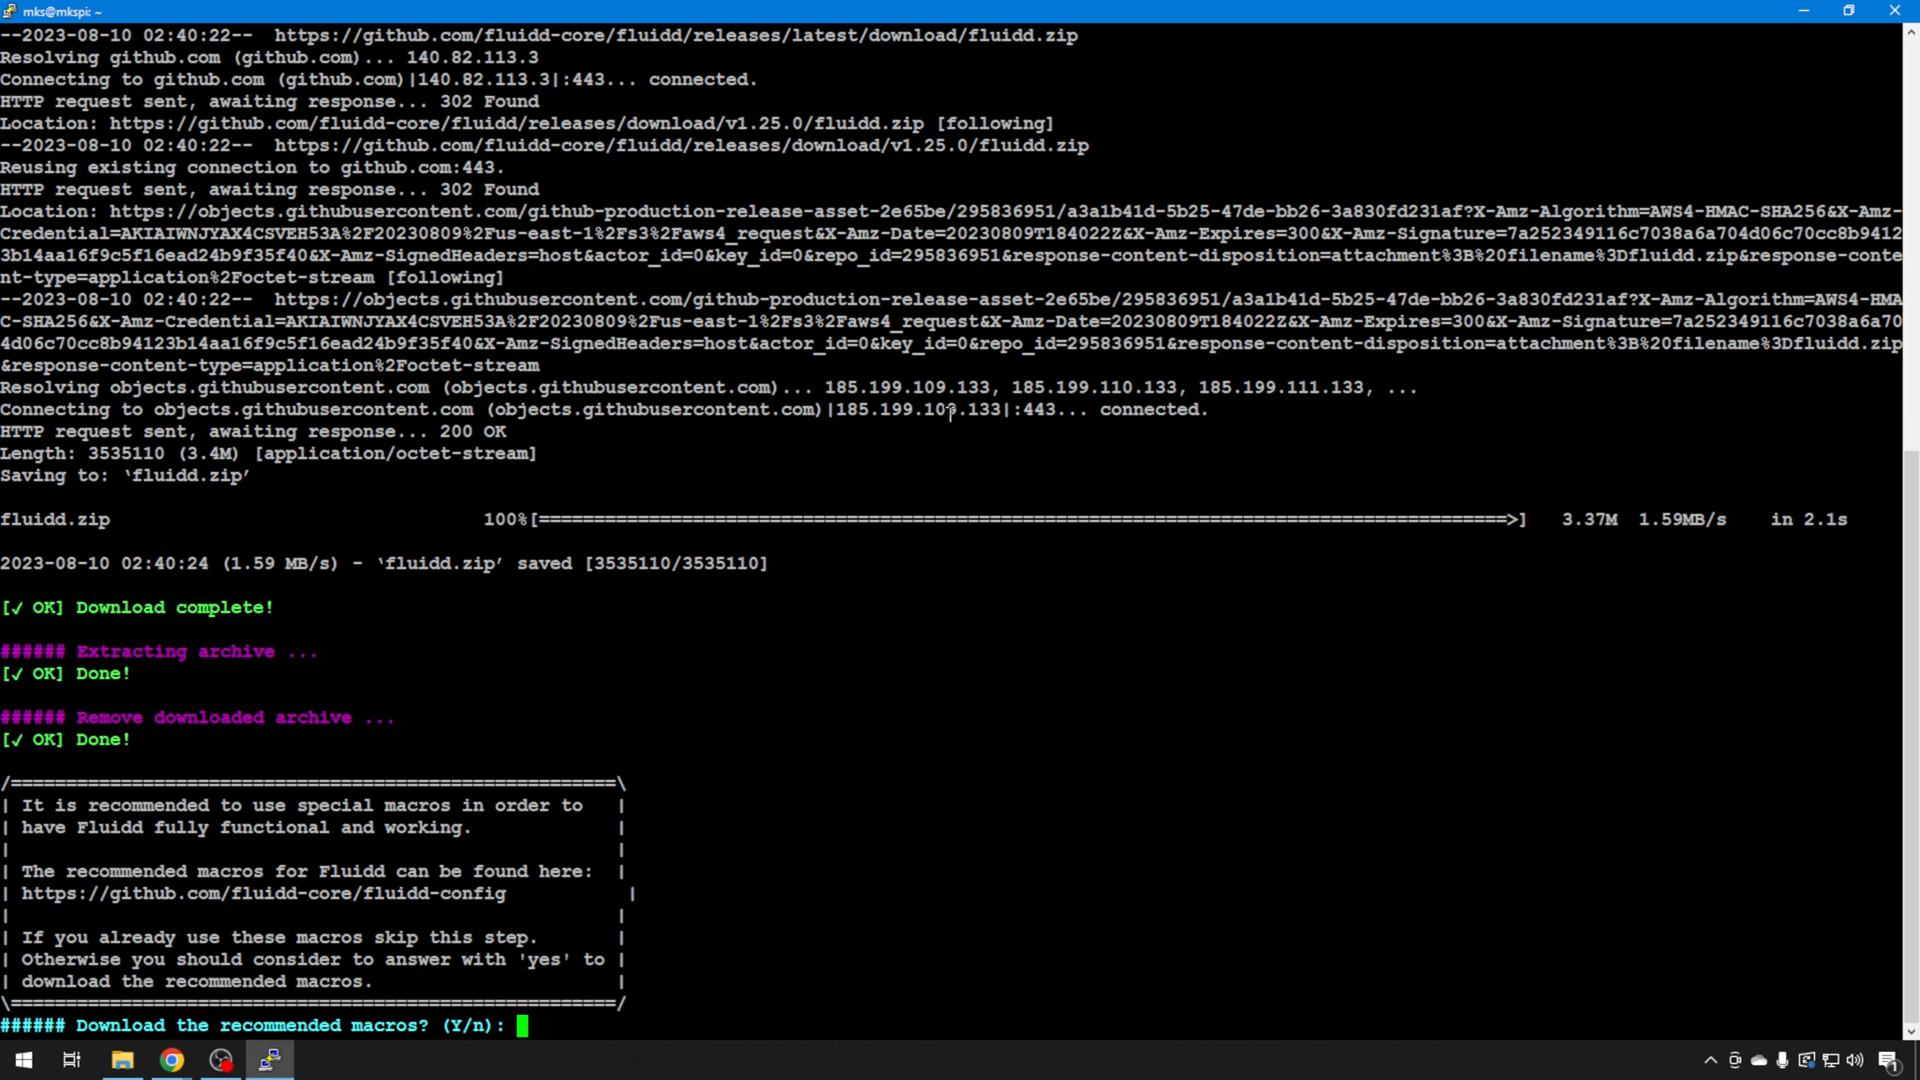 mks@mkspi: ~
--2023-08-10 02:40:22--  https://github.com/fluidd-core/fluidd/releases/latest/download/fluidd.zip
Resolving github.com (github.com)... 140.82.113.3
Connecting to github.com (github.com)|140.82.113.3|:443... connected.
HTTP request sent, awaiting response... 302 Found
Location: https://github.com/fluidd-core/fluidd/releases/download/v1.25.0/fluidd.zip [following]
--2023-08-10 02:40:22--  https://github.com/fluidd-core/fluidd/releases/download/v1.25.0/fluidd.zip
Reusing existing connection to github.com:443.
HTTP request sent, awaiting response... 302 Found
Location: https://objects.githubusercontent.com/github-production-release-asset-2e65be/295836951/a3a1b41d-5b25-47de-bb26-3a830fd231af?X-Amz-Algorithm=AWS4-HMAC-SHA256&X-Amz-
Credential=AKIAIWNJYAX4CSVEH53A%2F20230809%2Fus-east-1%2Fs3%2Faws4_request&X-Amz-Date=20230809T184022Z&X-Amz-Expires=300&X-Amz-Signature=7a252349116c7038a6a704d06c70cc8b9412
3b14aa16f9c5f16ead24b9f35f40&X-Amz-SignedHeaders=host&actor_id=0&key_id=0&repo_id=295836951&response-content-disposition=attachment%3B%20filename%3Dfluidd.zip&response-conte
nt-type=application%2Foctet-stream [following]
--2023-08-10 02:40:22--  https://objects.githubusercontent.com/github-production-release-asset-2e65be/295836951/a3a1b41d-5b25-47de-bb26-3a830fd231af?X-Amz-Algorithm=AWS4-HMA
C-SHA256&X-Amz-Credential=AKIAIWNJYAX4CSVEH53A%2F20230809%2Fus-east-1%2Fs3%2Faws4_request&X-Amz-Date=20230809T184022Z&X-Amz-Expires=300&X-Amz-Signature=7a252349116c7038a6a70
4d06c70cc8b94123b14aa16f9c5f16ead24b9f35f40&X-Amz-SignedHeaders=host&actor_id=0&key_id=0&repo_id=295836951&response-content-disposition=attachment%3B%20filename%3Dfluidd.zip
&response-content-type=application%2Foctet-stream
Resolving objects.githubusercontent.com (objects.githubusercontent.com)... 185.199.109.133, 185.199.110.133, 185.199.111.133, ...
Connecting to objects.githubusercontent.com (objects.githubusercontent.com)|185.199.109.133|:443... connected.
HTTP request sent, awaiting response... 200 OK
Length: 3535110 (3.4M) [application/octet-stream]
Saving to: ‘fluidd.zip’
fluidd.zip 100%[========================================================================================>] 3.37M 1.59MB/s in 2.1s
2023-08-10 02:40:24 (1.59 MB/s) - ‘fluidd.zip’ saved [3535110/3535110]
[✓ OK] Download complete!
###### Extracting archive ...
[✓ OK] Done!
###### Remove downloaded archive ...
[✓ OK] Done!
/=======================================================\
| It is recommended to use special macros in order to |
| have Fluidd fully functional and working. |
| |
| The recommended macros for Fluidd can be found here: |
| https://github.com/fluidd-core/fluidd-config |
| |
| If you already use these macros skip this step. |
| Otherwise you should consider to answer with 'yes' to |
| download the recommended macros. |
\=======================================================/
###### Download the recommended macros? (Y/n):
1